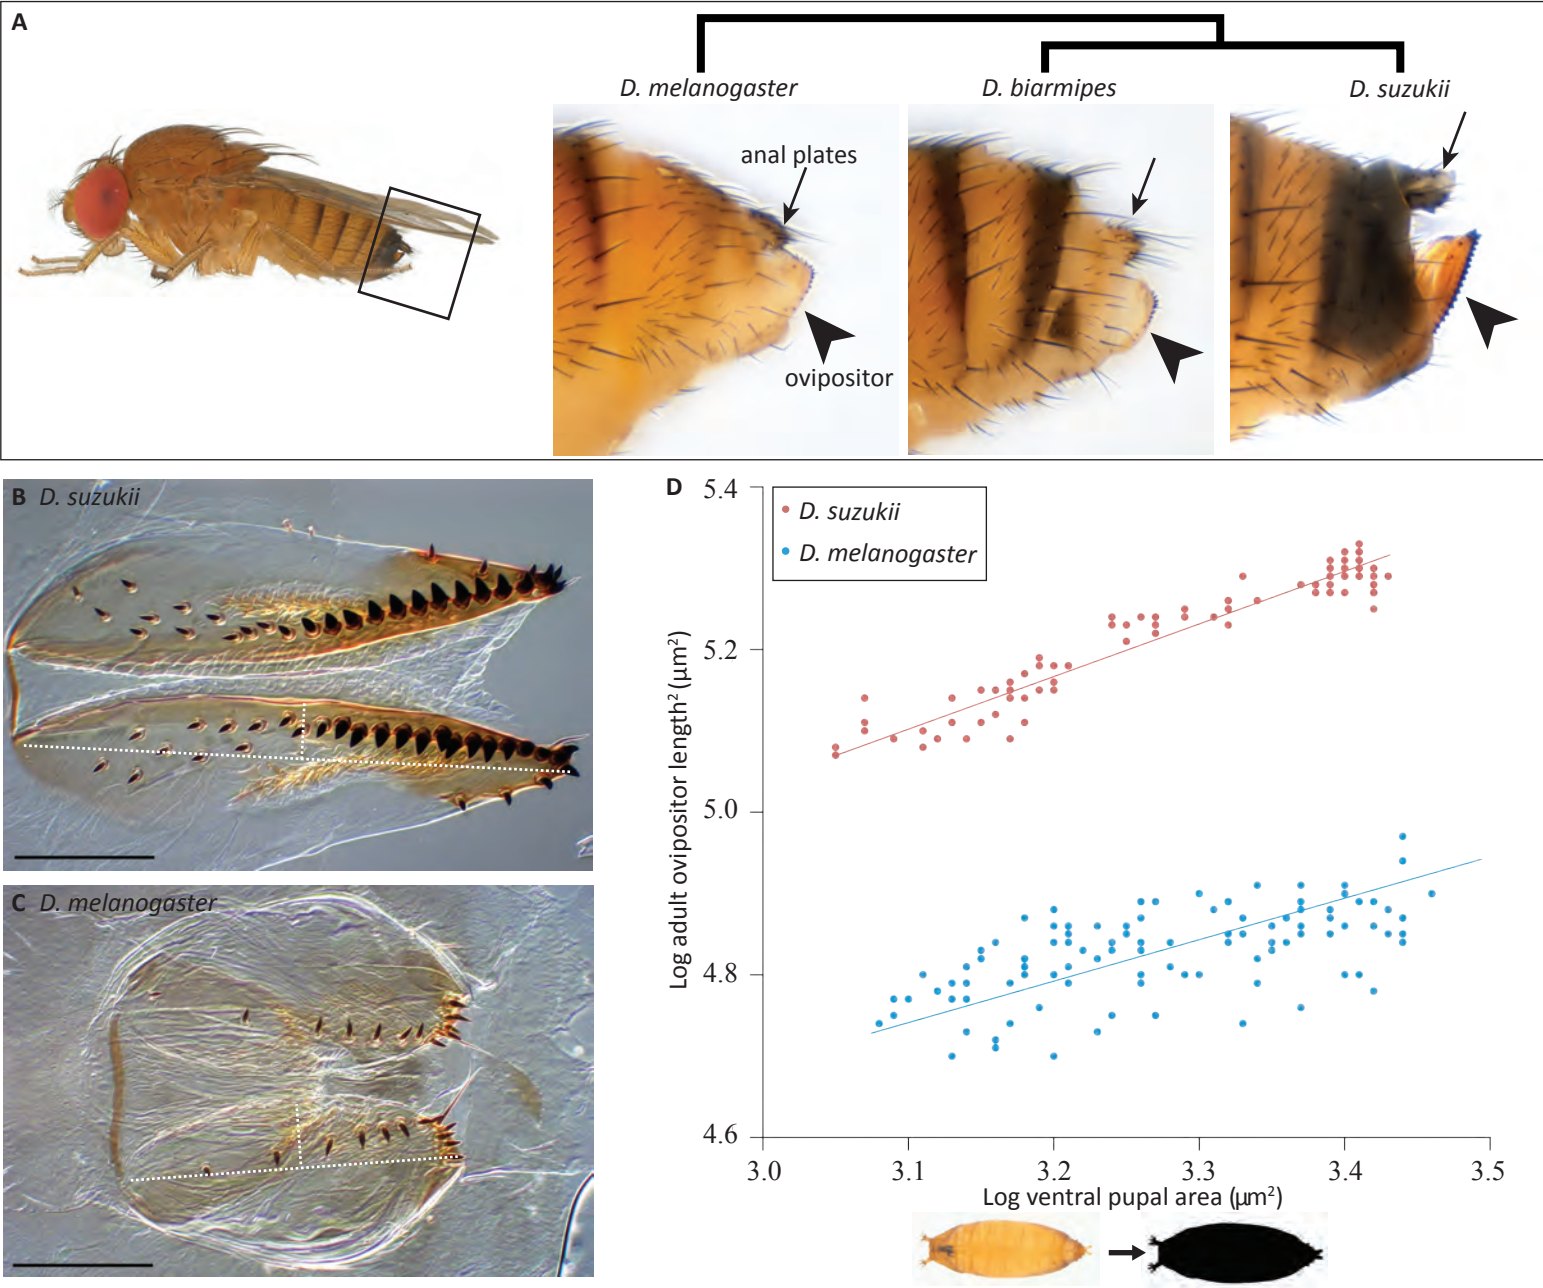 A
D. melanogaster
D. biarmipes
D. suzukii
anal plates
ovipositor
B D. suzukii
C D. melanogaster
D
D. suzukii
D. melanogaster
Log adult ovipositor length² (µm²)
5.4
5.2
5.0
4.8
4.6
3.0 3.1 3.2 3.3 3.4 3.5
Log ventral pupal area (µm²)